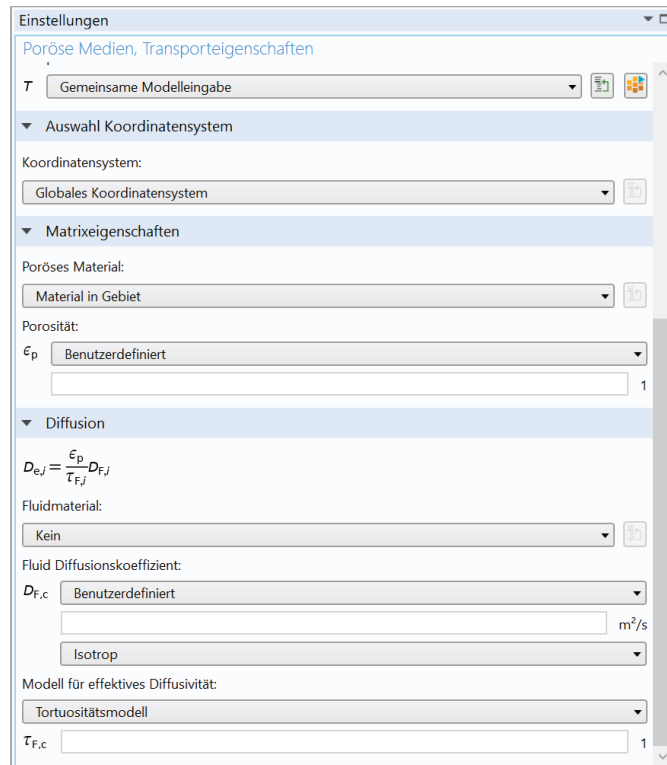 Einstellungen
Poröse Medien, Transporteigenschaften
T Gemeinsame Modelleingabe
Auswahl Koordinatensystem
Koordinatensystem:
Globales Koordinatensystem
Matrixeigenschaften
Poröses Material:
Material in Gebiet
Porosität:
ϵp Benutzerdefiniert
1
Diffusion
De,i = ϵp/τF,i DF,i
Fluidmaterial:
Kein
Fluid Diffusionskoeffizient:
DF,c Benutzerdefiniert
m²/s
Isotrop
Modell für effektives Diffusivität:
Tortuositätsmodell
τF,c 1